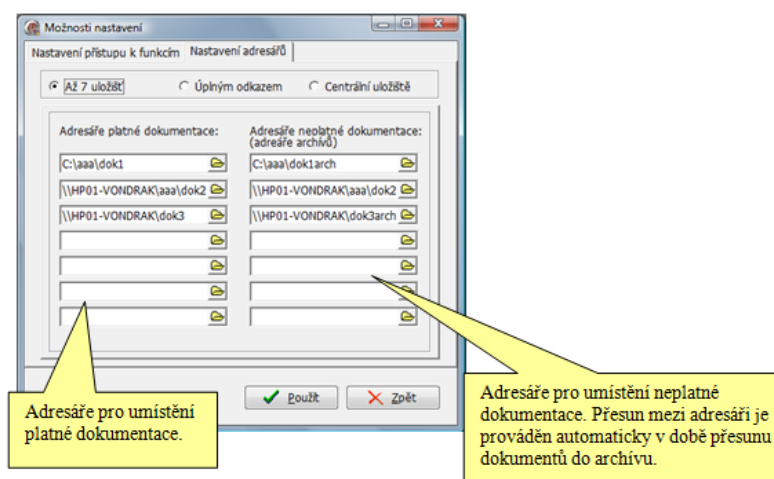 Možnosti nastavení
Nastavení přístupu k funkcím Nastavení adresářů
Až 7 uložišť Úplným odkazem Centrální uložiště
Adresáře platné dokumentace: Adresáře neolatné dokumentace:
(adreáře archívů)
C:\aaa\dok1 C:\aaa\dok1arch
\\HP01-VONDRAK\aaa\dok2 \\HP01-VONDRAK\aaa\dok2
\\HP01-VONDRAK\dok3 \\HP01-VONDRAK\dok3arch
Použít Zpět
Adresáře pro umístění
platné dokumentace.
Adresáře pro umístění neplatné
dokumentace. Přesun mezi adresáři je
prováděn automaticky v době přesunu
dokumentů do archívu.